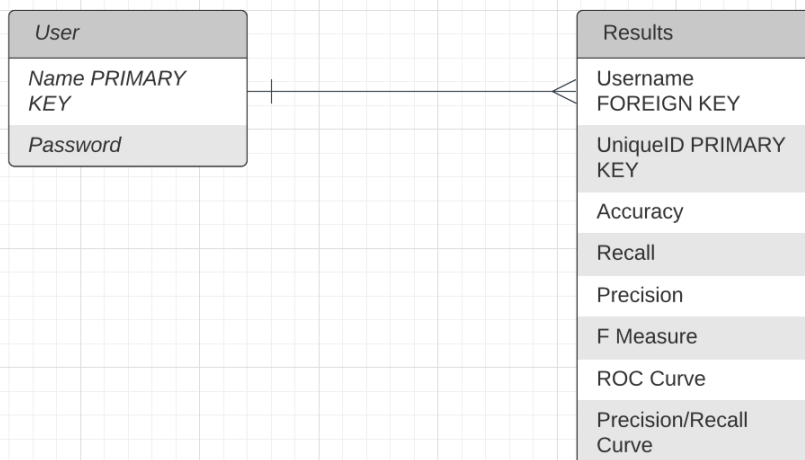 User
Name PRIMARY
KEY
Password
Results
Username
FOREIGN KEY
UniqueID PRIMARY
KEY
Accuracy
Recall
Precision
F Measure
ROC Curve
Precision/Recall
Curve